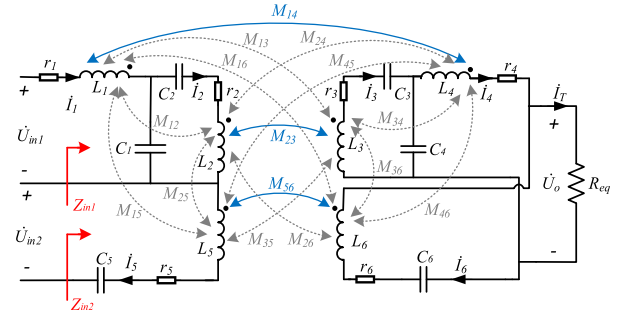 M14
r1
M13
M24
r4
M16
M45
+
İ1
L1
C2
İ2
r2
r3
İ3
C3
L4
İ4
İT
U̇in1
M12
C1
M23
L2
L3
M34
C4
+
-
+
Zin1
M25
M36
U̇o
Req
M15
M56
U̇in2
L5
M35
M26
L6
M46
-
C5
İ5
r5
r6
C6
İ6
-
Zin2